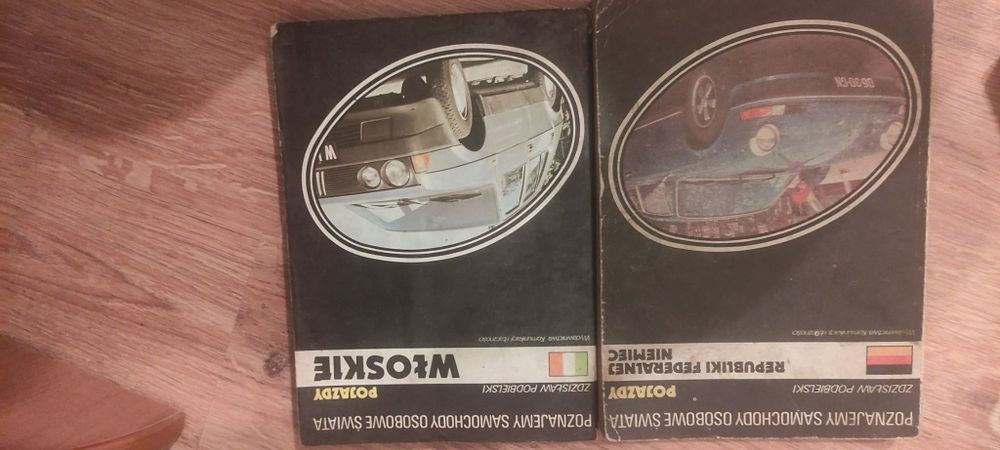 POZNAJEMY SAMOCHODY OSOBOWE ŚWIATA
ZDZISŁAW PODBIELSKI
POJAZDY
REPUBLIKI FEDERALNEJ
NIEMIEC
Wydawnictwa Komunikacji i Łączności
POZNAJEMY SAMOCHODY OSOBOWE ŚWIATA
ZDZISŁAW PODBIELSKI
POJAZDY
WŁOSKIE
Wydawnictwa Komunikacji i Łączności